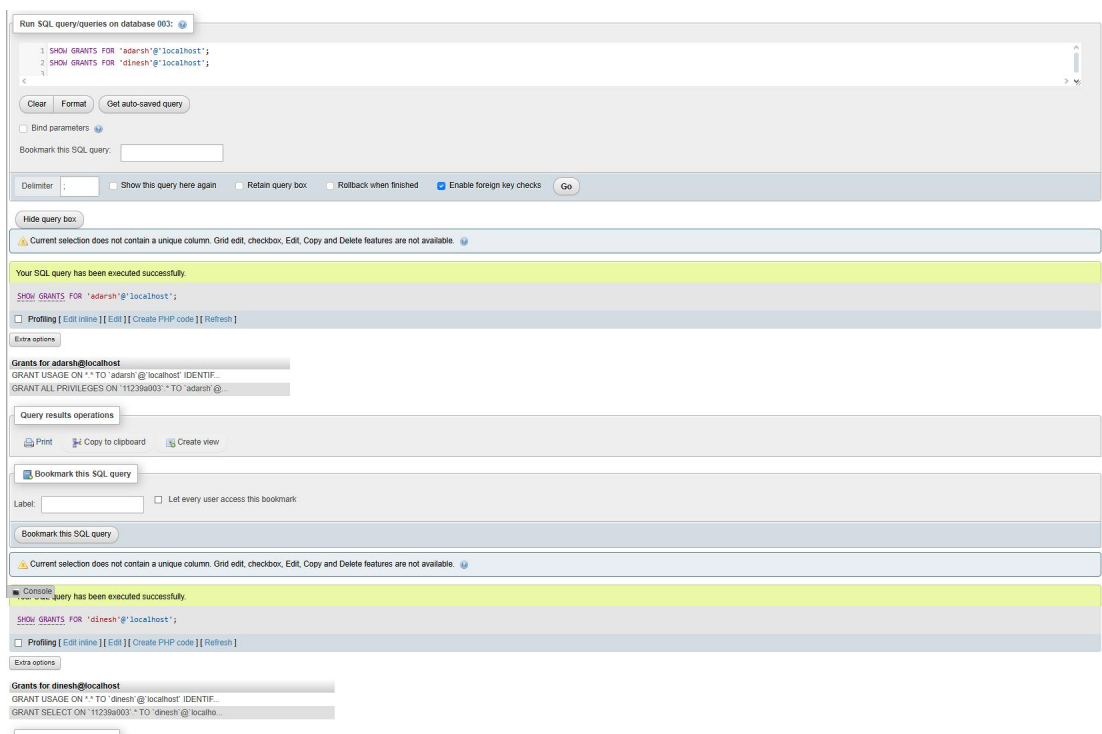 Run SQL query/queries on database 003:
1 SHOW GRANTS FOR 'adarsh'@'localhost';
2 SHOW GRANTS FOR 'dinesh'@'localhost';
3
Clear Format Get auto-saved query
Bind parameters
Bookmark this SQL query:
Delimiter ; Show this query here again Retain query box Rollback when finished Enable foreign key checks Go
Hide query box
Current selection does not contain a unique column. Grid edit, checkbox, Edit, Copy and Delete features are not available.
Your SQL query has been executed successfully.
SHOW GRANTS FOR 'adarsh'@'localhost';
Profiling [ Edit inline ] [ Edit ] [ Create PHP code ] [ Refresh ]
Extra options
Grants for adarsh@localhost
GRANT USAGE ON *.* TO `adarsh`@`localhost` IDENTIF...
GRANT ALL PRIVILEGES ON `11239a003`.* TO `adarsh`@...
Query results operations
Print Copy to clipboard Create view
Bookmark this SQL query
Label: Let every user access this bookmark
Bookmark this SQL query
Current selection does not contain a unique column. Grid edit, checkbox, Edit, Copy and Delete features are not available.
Console
query has been executed successfully.
SHOW GRANTS FOR 'dinesh'@'localhost';
Profiling [ Edit inline ] [ Edit ] [ Create PHP code ] [ Refresh ]
Extra options
Grants for dinesh@localhost
GRANT USAGE ON *.* TO `dinesh`@`localhost` IDENTIF...
GRANT SELECT ON `11239a003`.* TO `dinesh`@`localho...